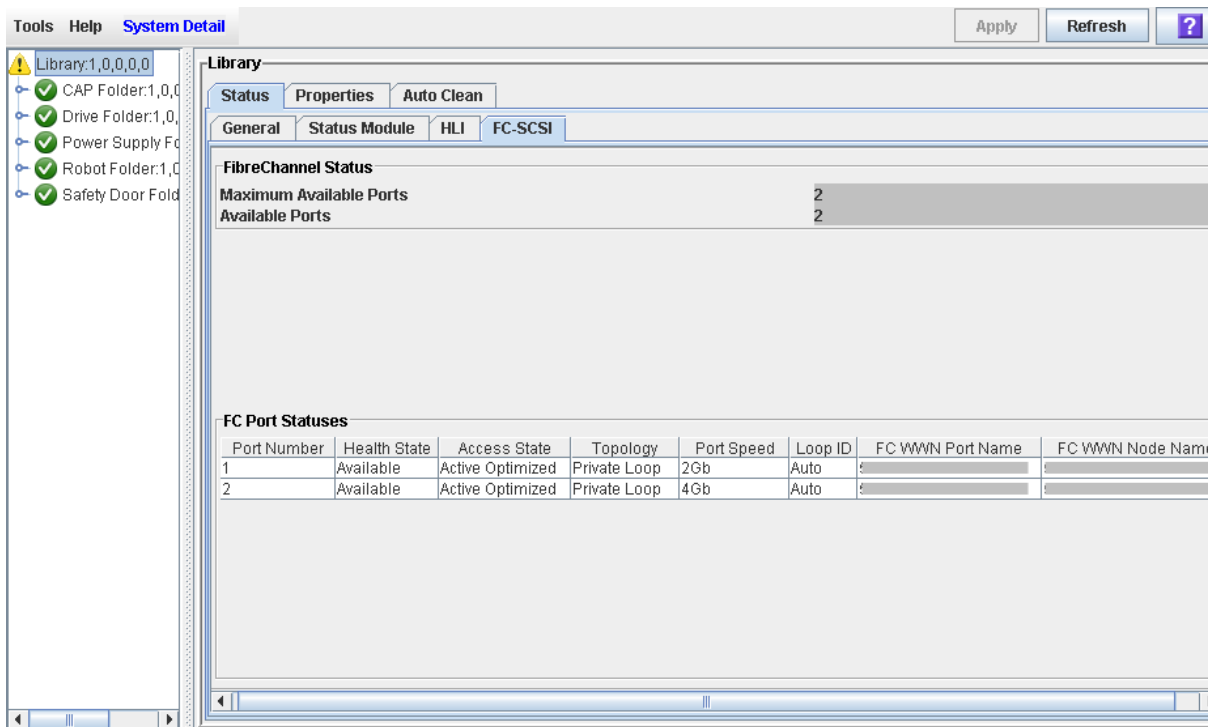 Tools Help System Detail Apply Refresh ?
Library:1,0,0,0,0
CAP Folder:1,0,0
Drive Folder:1,0,
Power Supply Fo
Robot Folder:1,0
Safety Door Fold
Library
Status Properties Auto Clean
General Status Module HLI FC-SCSI
FibreChannel Status
Maximum Available Ports 2
Available Ports 2
FC Port Statuses
Port Number Health State Access State Topology Port Speed Loop ID FC WWN Port Name FC WWN Node Name
1 Available Active Optimized Private Loop 2Gb Auto
2 Available Active Optimized Private Loop 4Gb Auto